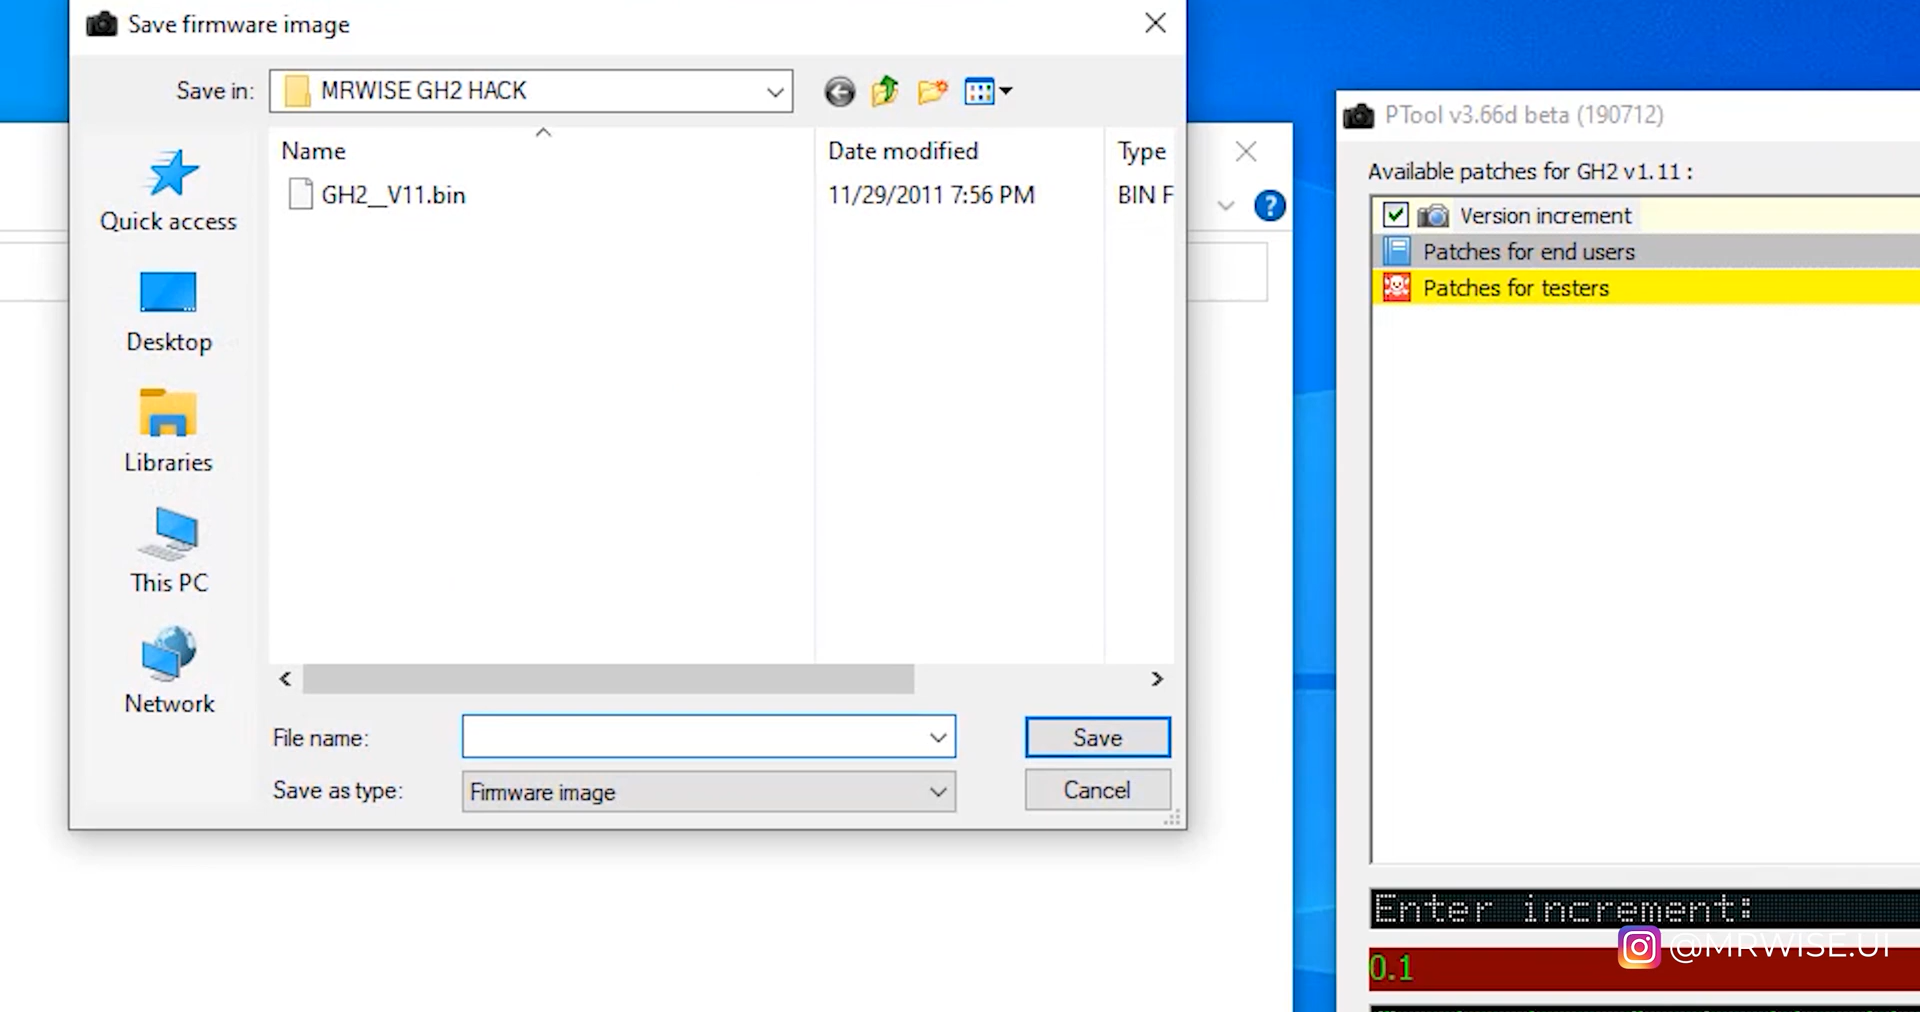 Save firmware image
Save in:
MRWISE GH2 HACK
Name
Date modified
Type
GH2__V11.bin
11/29/2011 7:56 PM
BIN F
Quick access
Desktop
Libraries
This PC
Network
File name:
Save
Save as type:
Firmware image
Cancel
PTool v3.66d beta (190712)
Available patches for GH2 v1.11 :
Version increment
Patches for end users
Patches for testers
Enter increment:
@MRWISE.UI
0.1